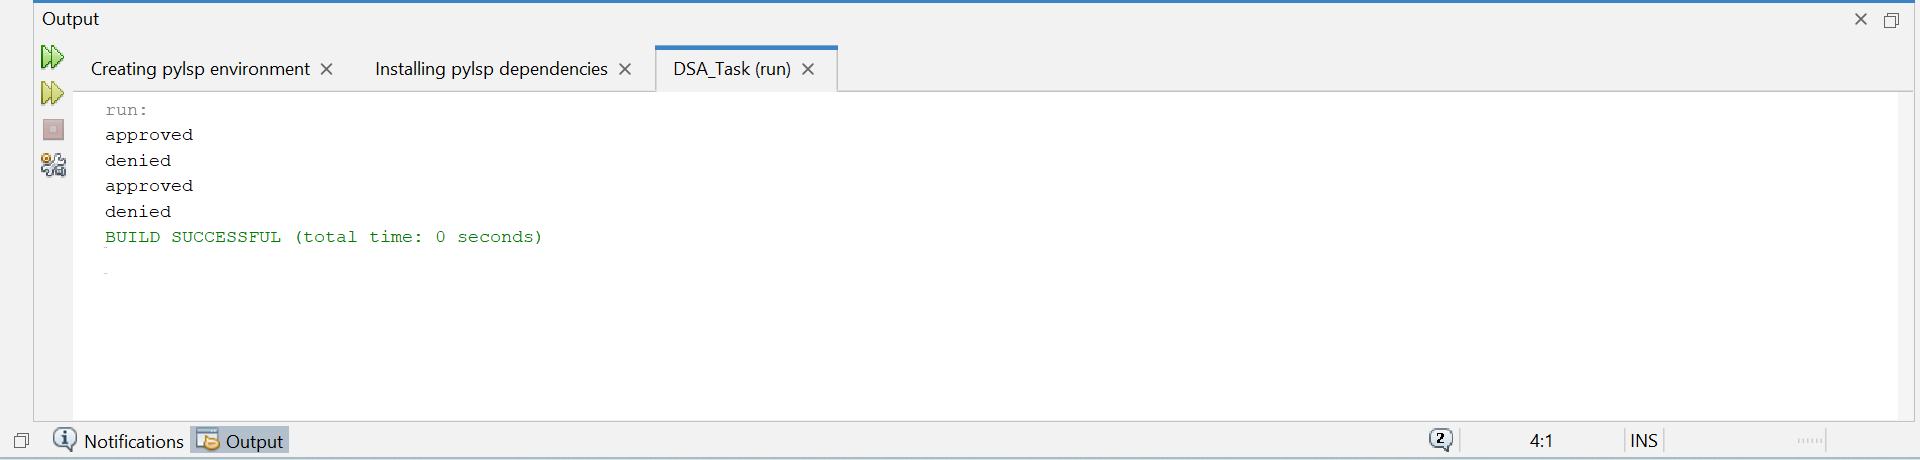 Output
Creating pylsp environment Installing pylsp dependencies DSA_Task (run)
run:
approved
denied
approved
denied
BUILD SUCCESSFUL (total time: 0 seconds)
Notifications Output 2 4:1 INS